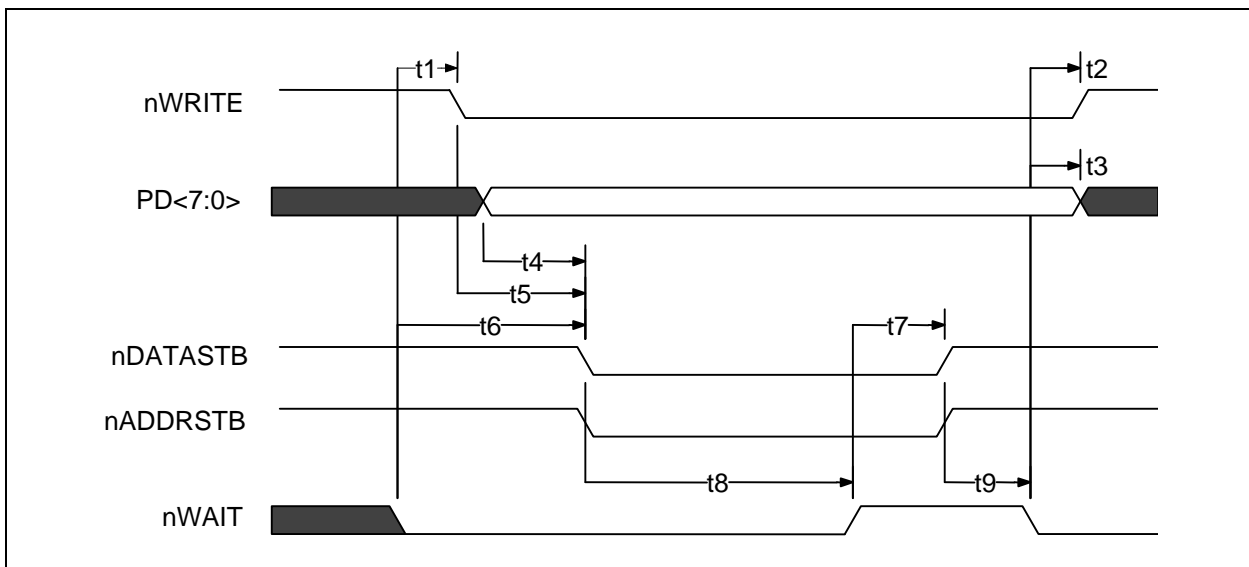 t1
t2
nWRITE
t3
PD<7:0>
t4
t5
t6
t7
nDATASTB
nADDRSTB
t8
t9
nWAIT